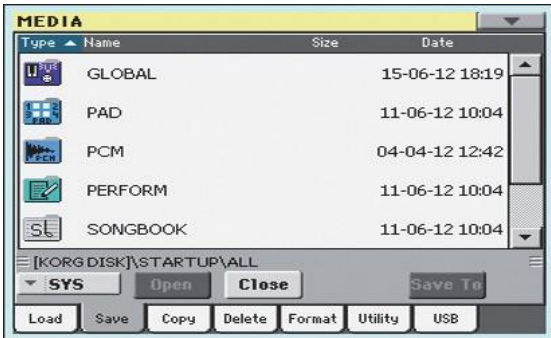 MEDIA
Type Name Size Date
GLOBAL 15-06-12 18:19
PAD 11-06-12 10:04
PCM 04-04-12 12:42
PERFORM 11-06-12 10:04
SONGBOOK 11-06-12 10:04
[KORG DISK]\STARTUP\ALL
SYS Open Close Save To
Load Save Copy Delete Format Utility USB